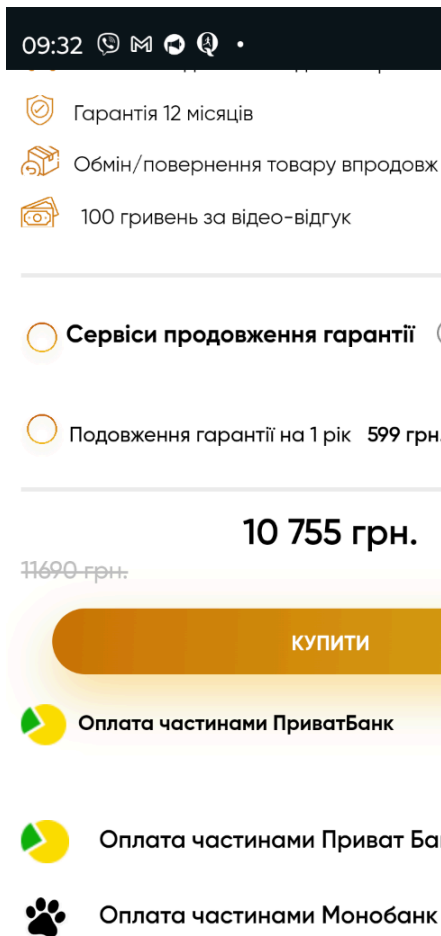 09:32
Гарантія 12 місяців
Обмін/повернення товару впродовж
100 гривень за відео-відгук
Сервіси продовження гарантії
Подовження гарантії на 1 рік 599 грн.
10 755 грн.
11690 грн.
КУПИТИ
Оплата частинами ПриватБанк
Оплата частинами Приват
Оплата частинами Монобанк